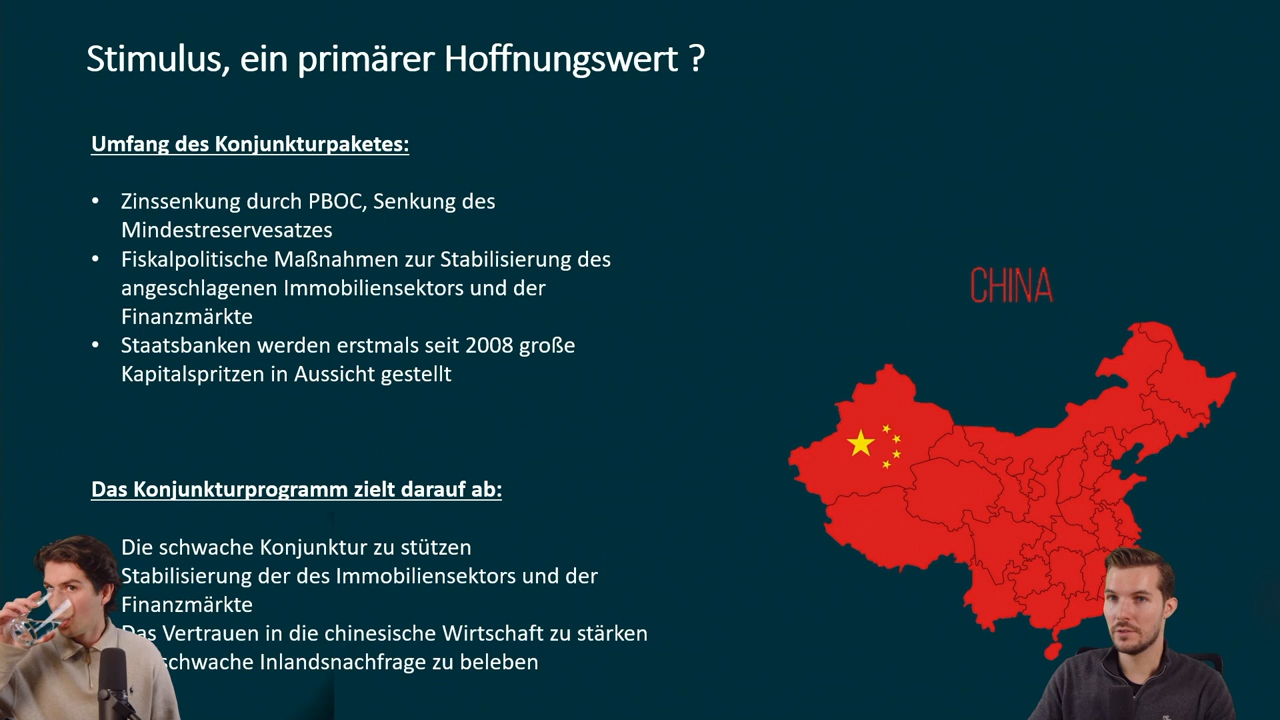 Stimulus, ein primärer Hoffnungswert ?
Umfang des Konjunkturpaketes:
• Zinssenkung durch PBOC, Senkung des
Mindestreservesatzes
• Fiskalpolitische Maßnahmen zur Stabilisierung des
angeschlagenen Immobiliensektors und der
Finanzmärkte
• Staatsbanken werden erstmals seit 2008 große
Kapitalspritzen in Aussicht gestellt
CHINA
Das Konjunkturprogramm zielt darauf ab:
Die schwache Konjunktur zu stützen
Stabilisierung der des Immobiliensektors und der
Finanzmärkte
Das Vertrauen in die chinesische Wirtschaft zu stärken
schwache Inlandsnachfrage zu beleben